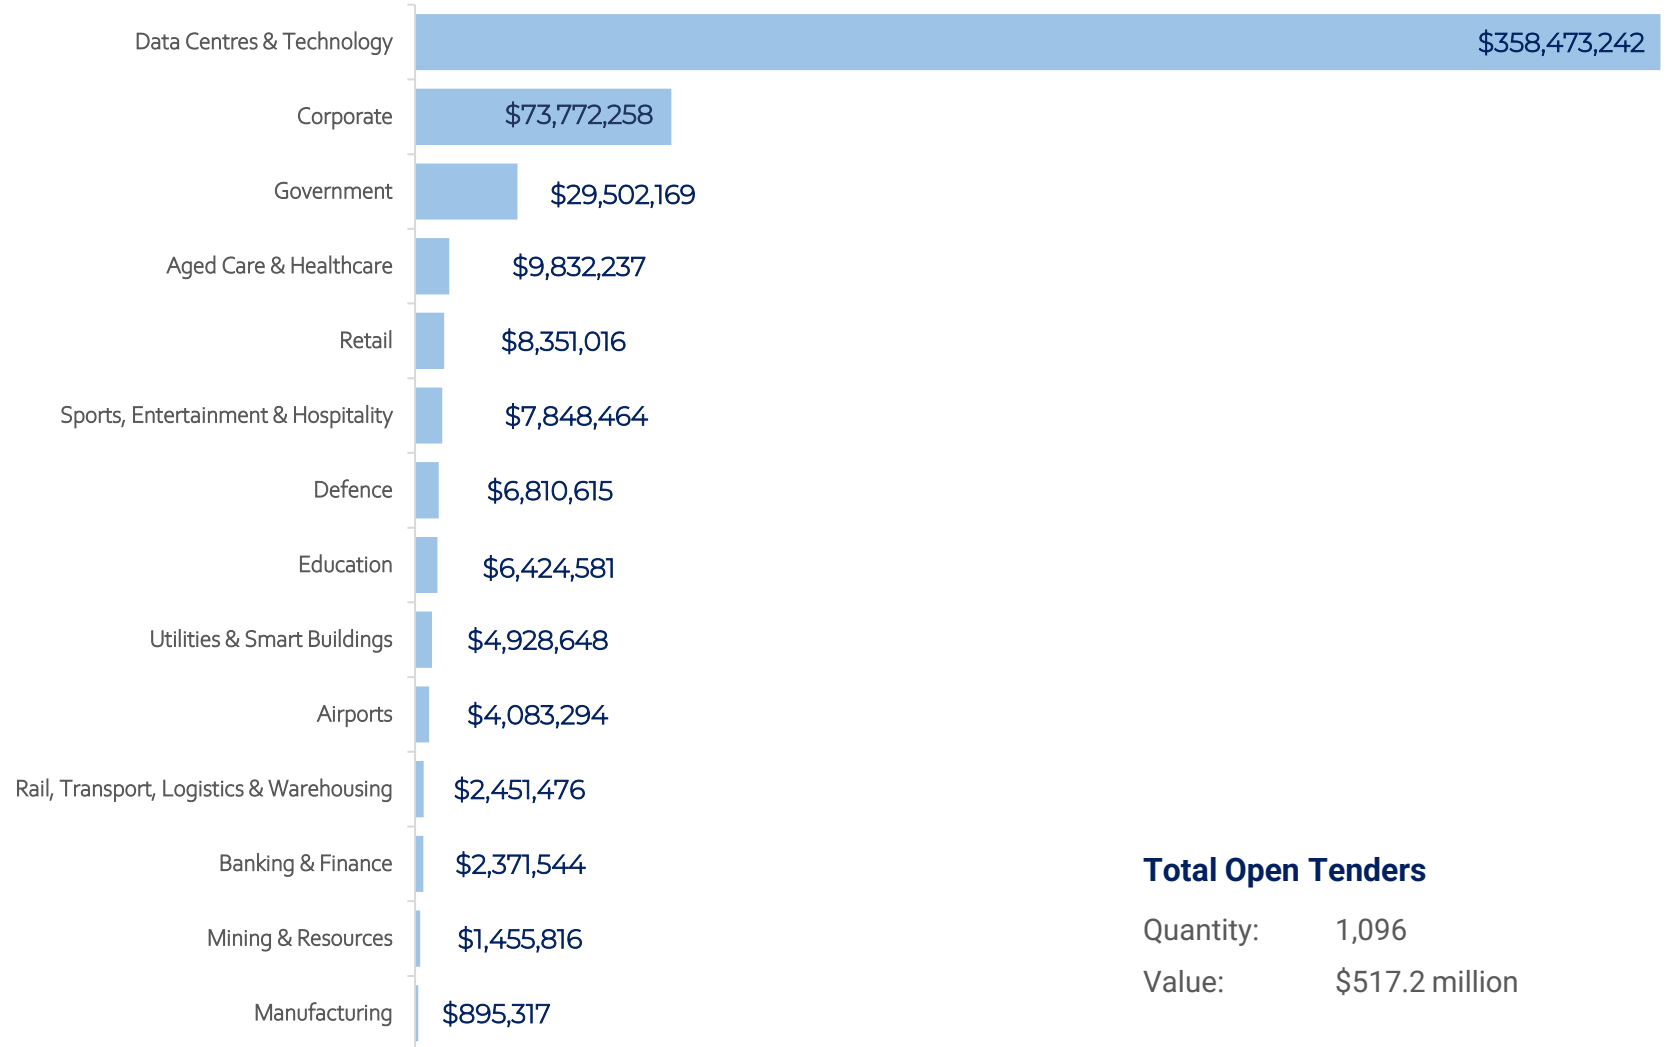 Data Centres & Technology $358,473,242
Corporate $73,772,258
Government $29,502,169
Aged Care & Healthcare $9,832,237
Retail $8,351,016
Sports, Entertainment & Hospitality $7,848,464
Defence $6,810,615
Education $6,424,581
Utilities & Smart Buildings $4,928,648
Airports $4,083,294
Rail, Transport, Logistics & Warehousing $2,451,476
Banking & Finance $2,371,544
Mining & Resources $1,455,816
Manufacturing $895,317
Total Open Tenders
Quantity: 1,096
Value: $517.2 million